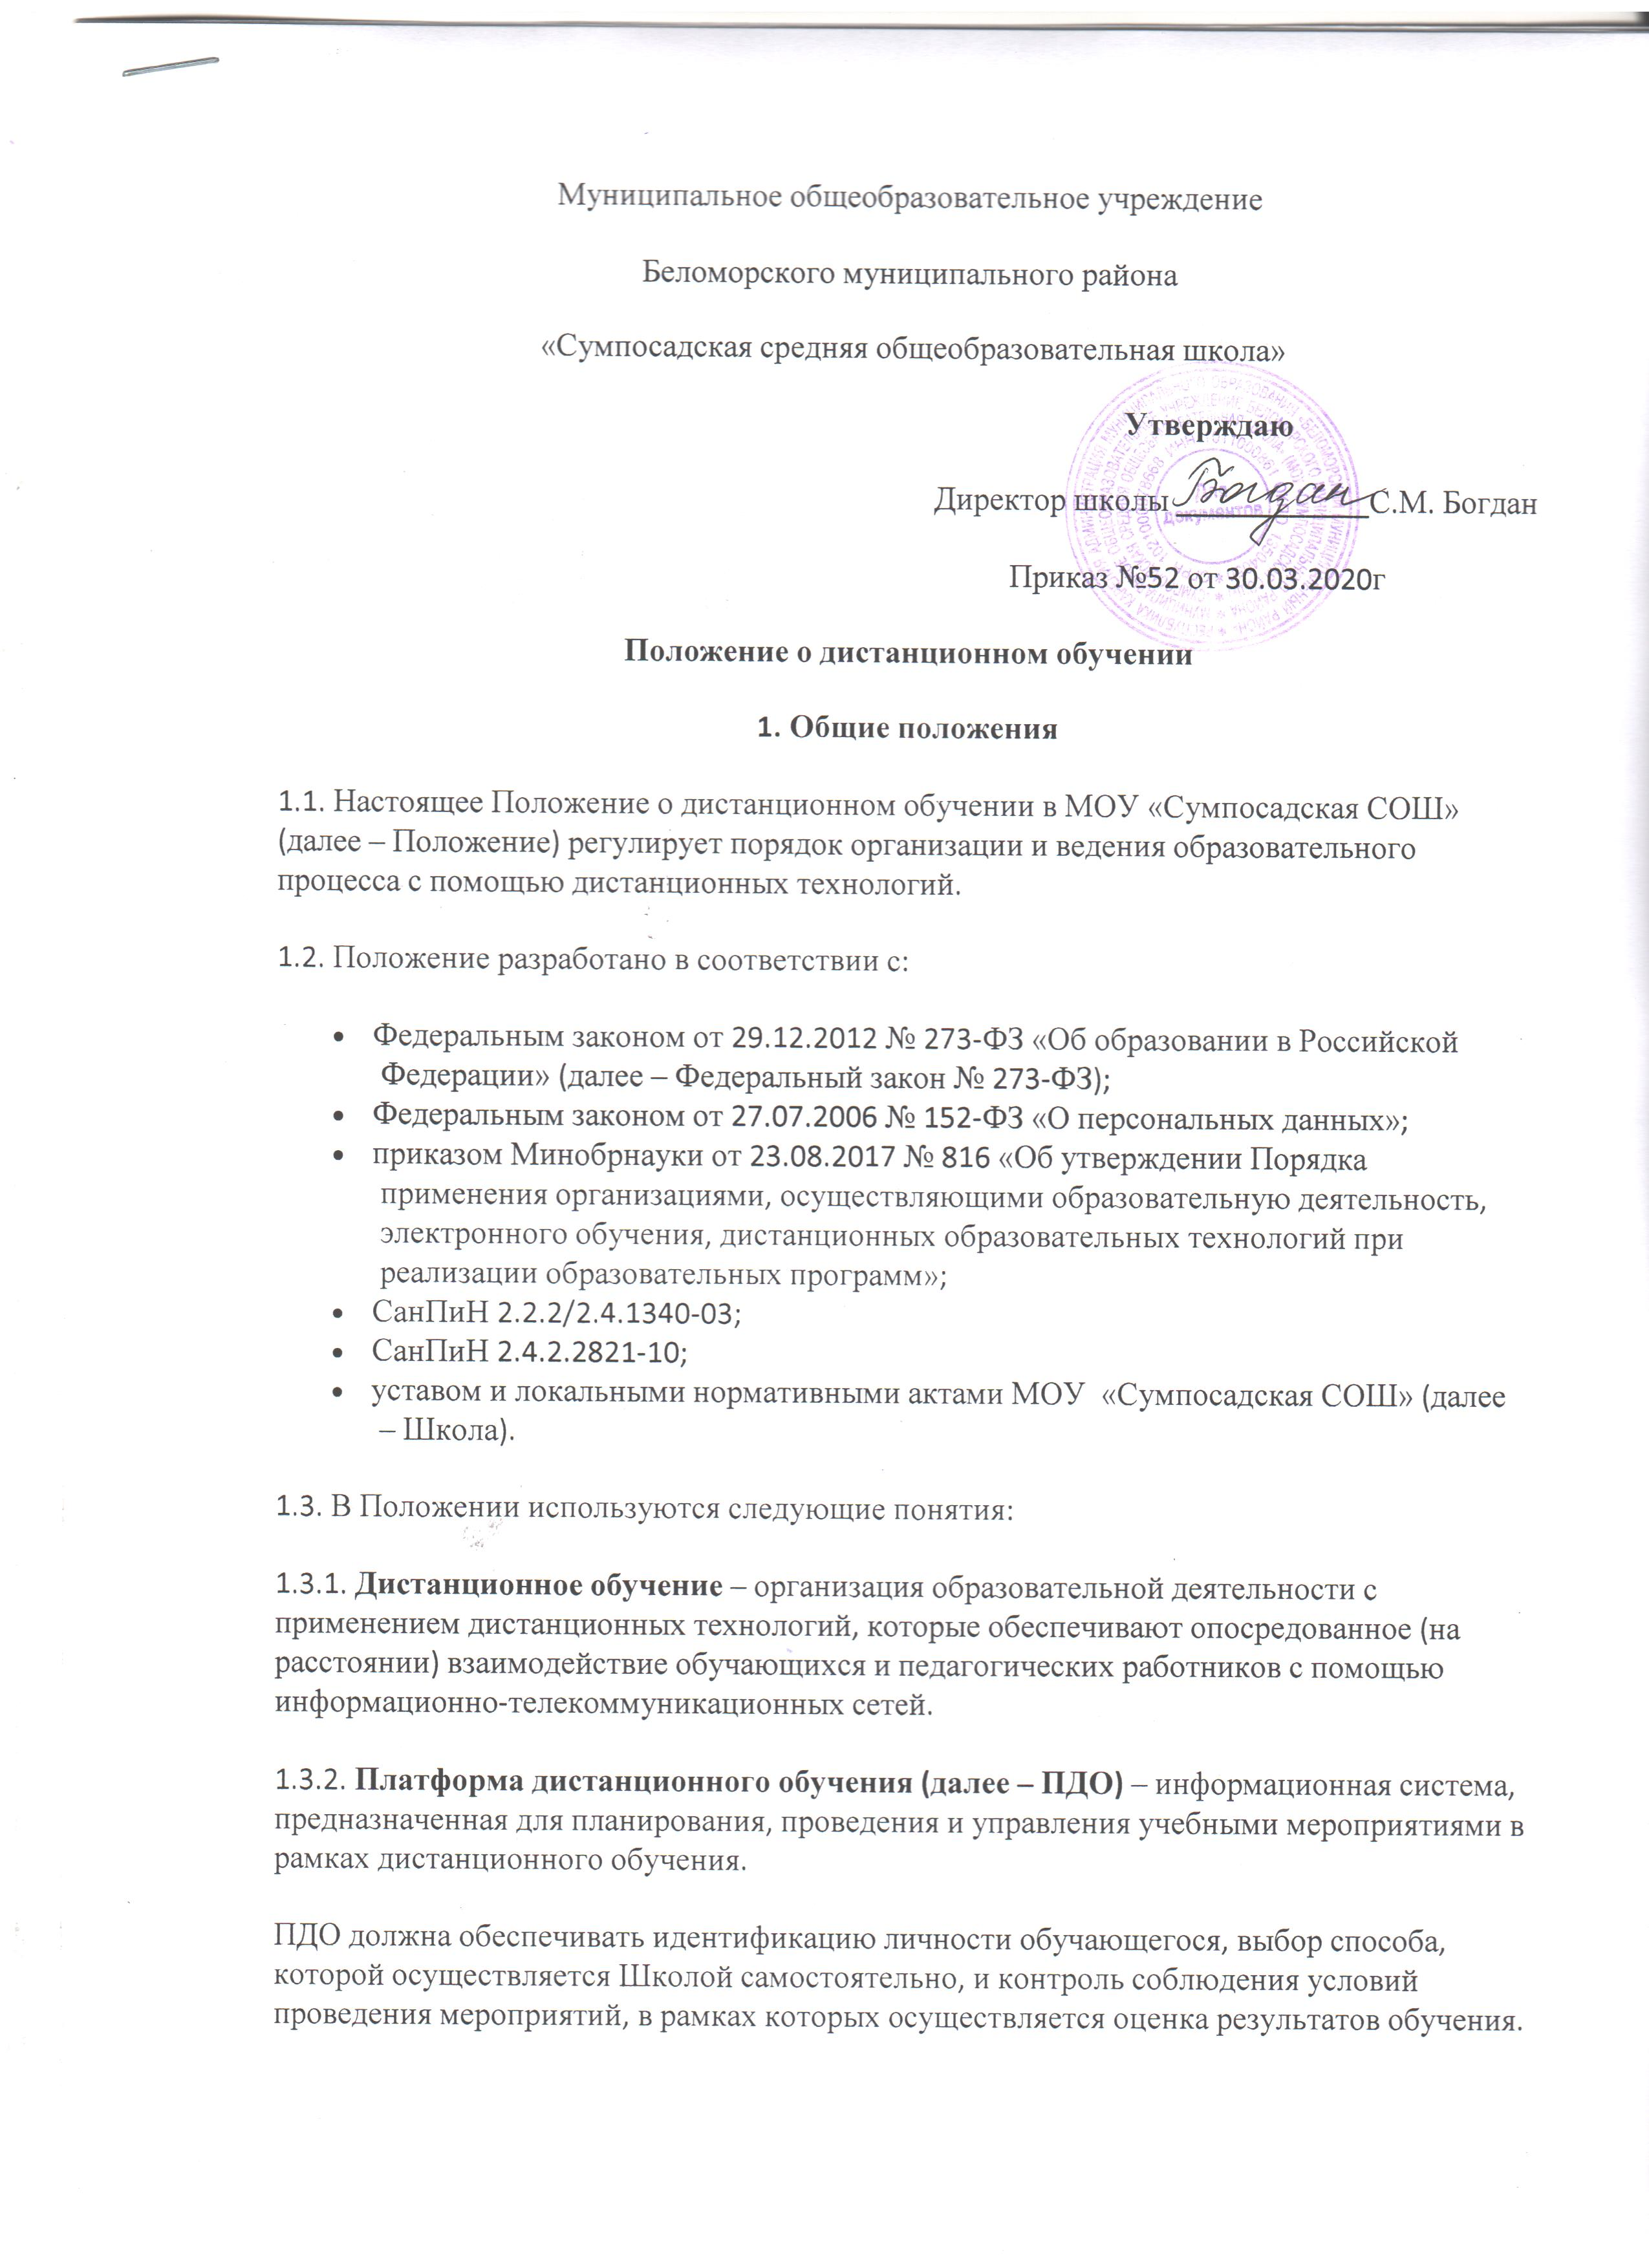 Муниципальное общеобразовательное учреждение
Беломорского муниципального района
«Сумпосадская средняя общеобразовательная школа»
Утверждаю
Директор школы Богдан С.М. Богдан
документов
Приказ №52 от 30.03.2020г
Положение о дистанционном обучении
1. Общие положения
1.1. Настоящее Положение о дистанционном обучении в МОУ «Сумпосадская СОШ»
(далее – Положение) регулирует порядок организации и ведения образовательного
процесса с помощью дистанционных технологий.
1.2. Положение разработано в соответствии с:
• Федеральным законом от 29.12.2012 № 273-ФЗ «Об образовании в Российской
Федерации» (далее – Федеральный закон № 273-ФЗ);
• Федеральным законом от 27.07.2006 № 152-ФЗ «О персональных данных»;
• приказом Минобрнауки от 23.08.2017 № 816 «Об утверждении Порядка
применения организациями, осуществляющими образовательную деятельность,
электронного обучения, дистанционных образовательных технологий при
реализации образовательных программ»;
• СанПиН 2.2.2/2.4.1340-03;
• СанПиН 2.4.2.2821-10;
• уставом и локальными нормативными актами МОУ «Сумпосадская СОШ» (далее
– Школа).
1.3. В Положении используются следующие понятия:
1.3.1. Дистанционное обучение – организация образовательной деятельности с
применением дистанционных технологий, которые обеспечивают опосредованное (на
расстоянии) взаимодействие обучающихся и педагогических работников с помощью
информационно-телекоммуникационных сетей.
1.3.2. Платформа дистанционного обучения (далее – ПДО) – информационная система,
предназначенная для планирования, проведения и управления учебными мероприятиями в
рамках дистанционного обучения.
ПДО должна обеспечивать идентификацию личности обучающегося, выбор способа,
которой осуществляется Школой самостоятельно, и контроль соблюдения условий
проведения мероприятий, в рамках которых осуществляется оценка результатов обучения.